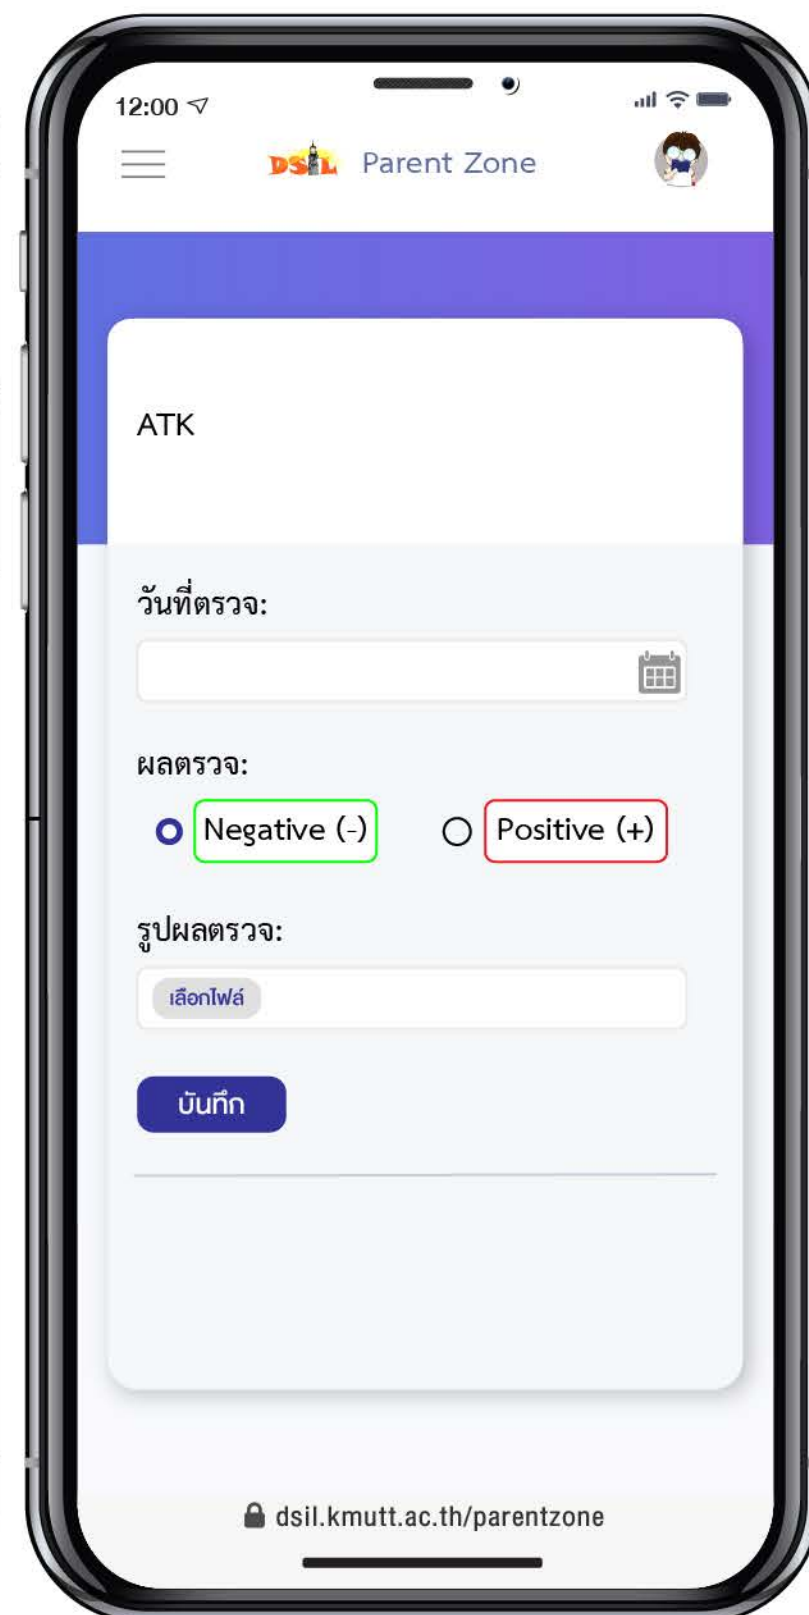 12:00
DSIL Parent Zone
ATK
วันที่ตรวจ:
ผลตรวจ:
Negative (-) Positive (+)
รูปผลตรวจ:
เลือกไฟล์
บันทึก
dsil.kmutt.ac.th/parentzone